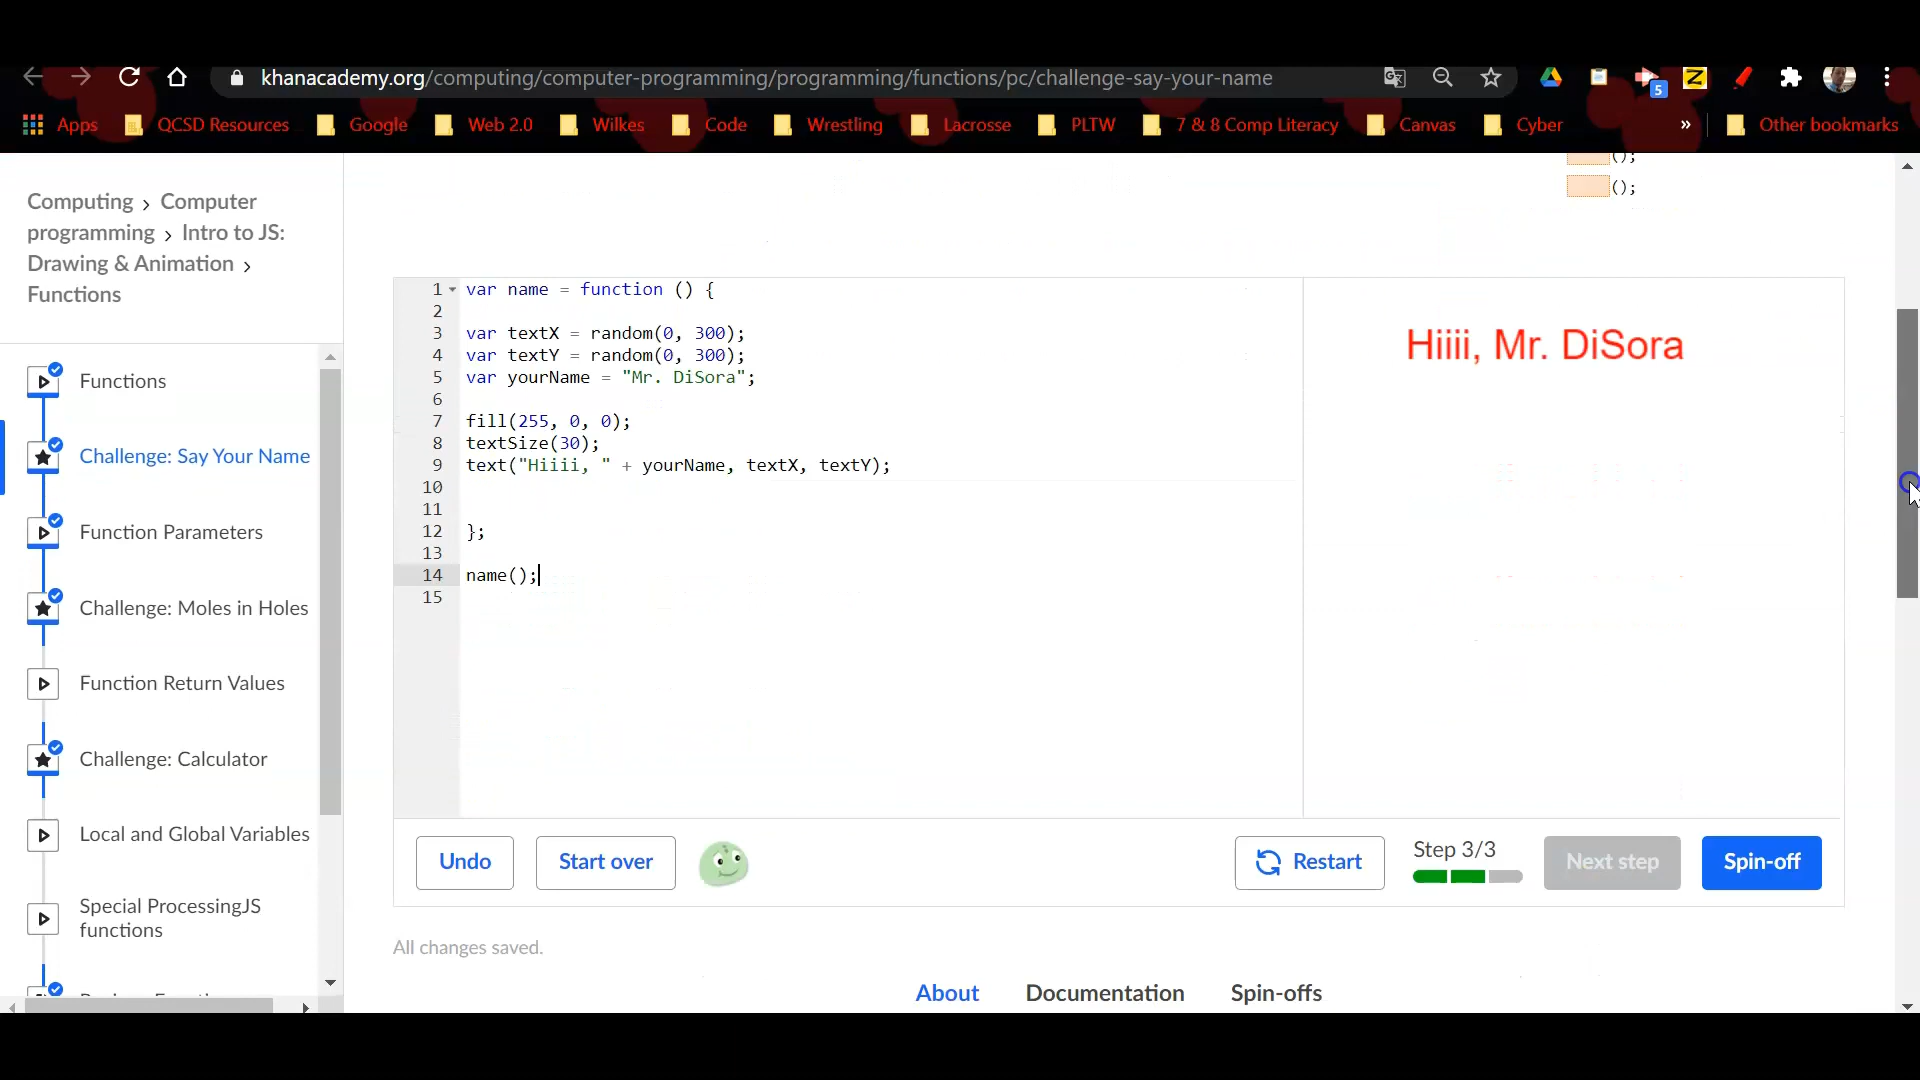 khanacademy.org/computing/computer-programming/programming/functions/pc/challenge-say-your-name
5
Z
Apps QCSD Resources Google Web 2.0 Wilkes Code Wrestling Lacrosse PLTW 7 & 8 Comp Literacy Canvas Cyber » Other bookmarks
Computing › Computer
programming › Intro to JS:
Drawing & Animation ›
Functions
Functions
Challenge: Say Your Name
Function Parameters
Challenge: Moles in Holes
Function Return Values
Challenge: Calculator
Local and Global Variables
Special ProcessingJS
functions
();
();
1 var name = function () {
2
3 var textX = random(0, 300);
4 var textY = random(0, 300);
5 var yourName = "Mr. DiSora";
6
7 fill(255, 0, 0);
8 textSize(30);
9 text("Hiiii, " + yourName, textX, textY);
10
11
12 };
13
14 name();
15
Hiiii, Mr. DiSora
Undo
Start over
Restart
Step 3/3
Next step
Spin-off
All changes saved.
About Documentation Spin-offs